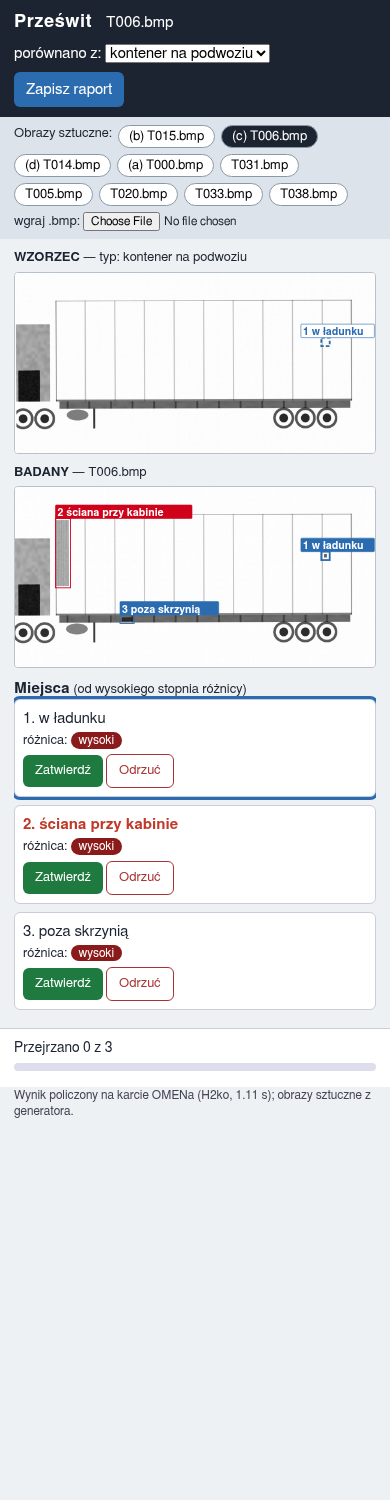 Prześwit T006.bmp
porównano z: kontener na podwoziu
Zapisz raport
Obrazy sztuczne: (b) T015.bmp (c) T006.bmp
(d) T014.bmp (a) T000.bmp T031.bmp
T005.bmp T020.bmp T033.bmp T038.bmp
wgraj .bmp: Choose File No file chosen
WZORZEC — typ: kontener na podwoziu
1 w ładunku
BADANY — T006.bmp
2 ściana przy kabinie
1 w ładunku
3 poza skrzynią
Miejsca (od wysokiego stopnia różnicy)
1. w ładunku
różnica: wysoki
Zatwierdź Odrzuć
2. ściana przy kabinie
różnica: wysoki
Zatwierdź Odrzuć
3. poza skrzynią
różnica: wysoki
Zatwierdź Odrzuć
Przejrzano 0 z 3
Wynik policzony na karcie OMENa (H2ko, 1.11 s); obrazy sztuczne z
generatora.